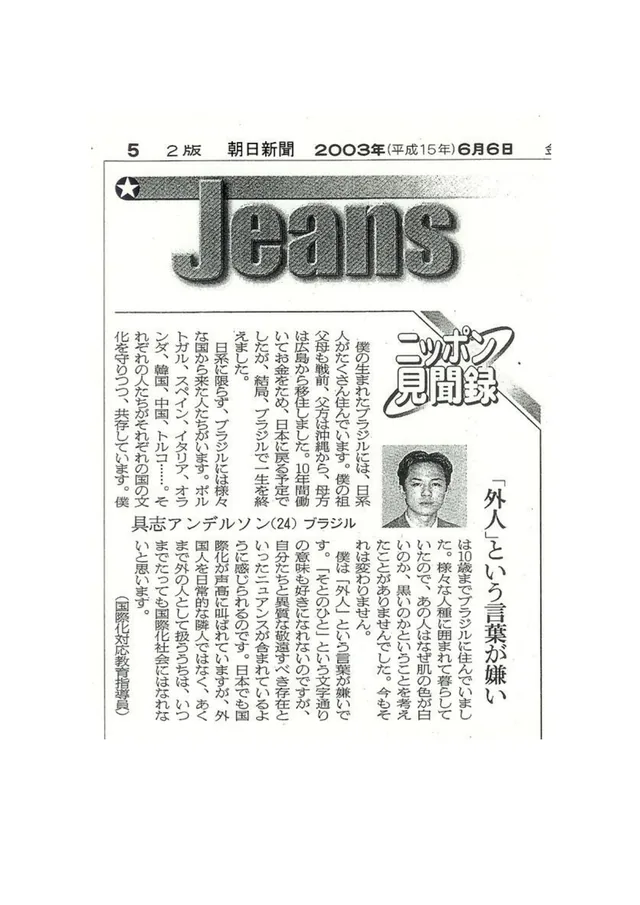 5 2版 朝日新聞 2003年(平成15年)6月6日
Jeans
ニッポン
見聞録
「外人」という言葉が嫌い
具志アンデルソン(24) ブラジル
僕の生まれたブラジルには、日系
人がたくさん住んでいます。僕の祖
父母も戦前、父方は沖縄から、母方
は広島から移住しました。10年間働
いてお金をため、日本に戻る予定で
したが、結局、ブラジルで一生を終
えました。
日系に限らず、ブラジルには様々
な国から来た人たちがいます。ポル
トガル、スペイン、イタリア、オラ
ンダ、韓国、中国、トルコ……。そ
れぞれの人たちがそれぞれの国の文
化を守りつつ、共存しています。僕
は10歳までブラジルに住んでいまし
た。様々な人種に囲まれて暮らして
いたので、あの人はなぜ肌の色が白
いのか、黒いのかということを考え
たことがありませんでした。今もそ
れは変わりません。
僕は「外人」という言葉が嫌いで
す。「そとのひと」という文字通り
の意味も好きになれないのですが、
自分たちと異質な敬遠すべき存在と
いったニュアンスが含まれているよ
うに感じられるのです。日本でも国
際化が声高に叫ばれていますが、外
国人を日常的な隣人ではなく、あく
まで外の人として扱ううちは、いつ
までたっても国際化社会にはなれな
いと思います。
(国際化対応教育指導員)